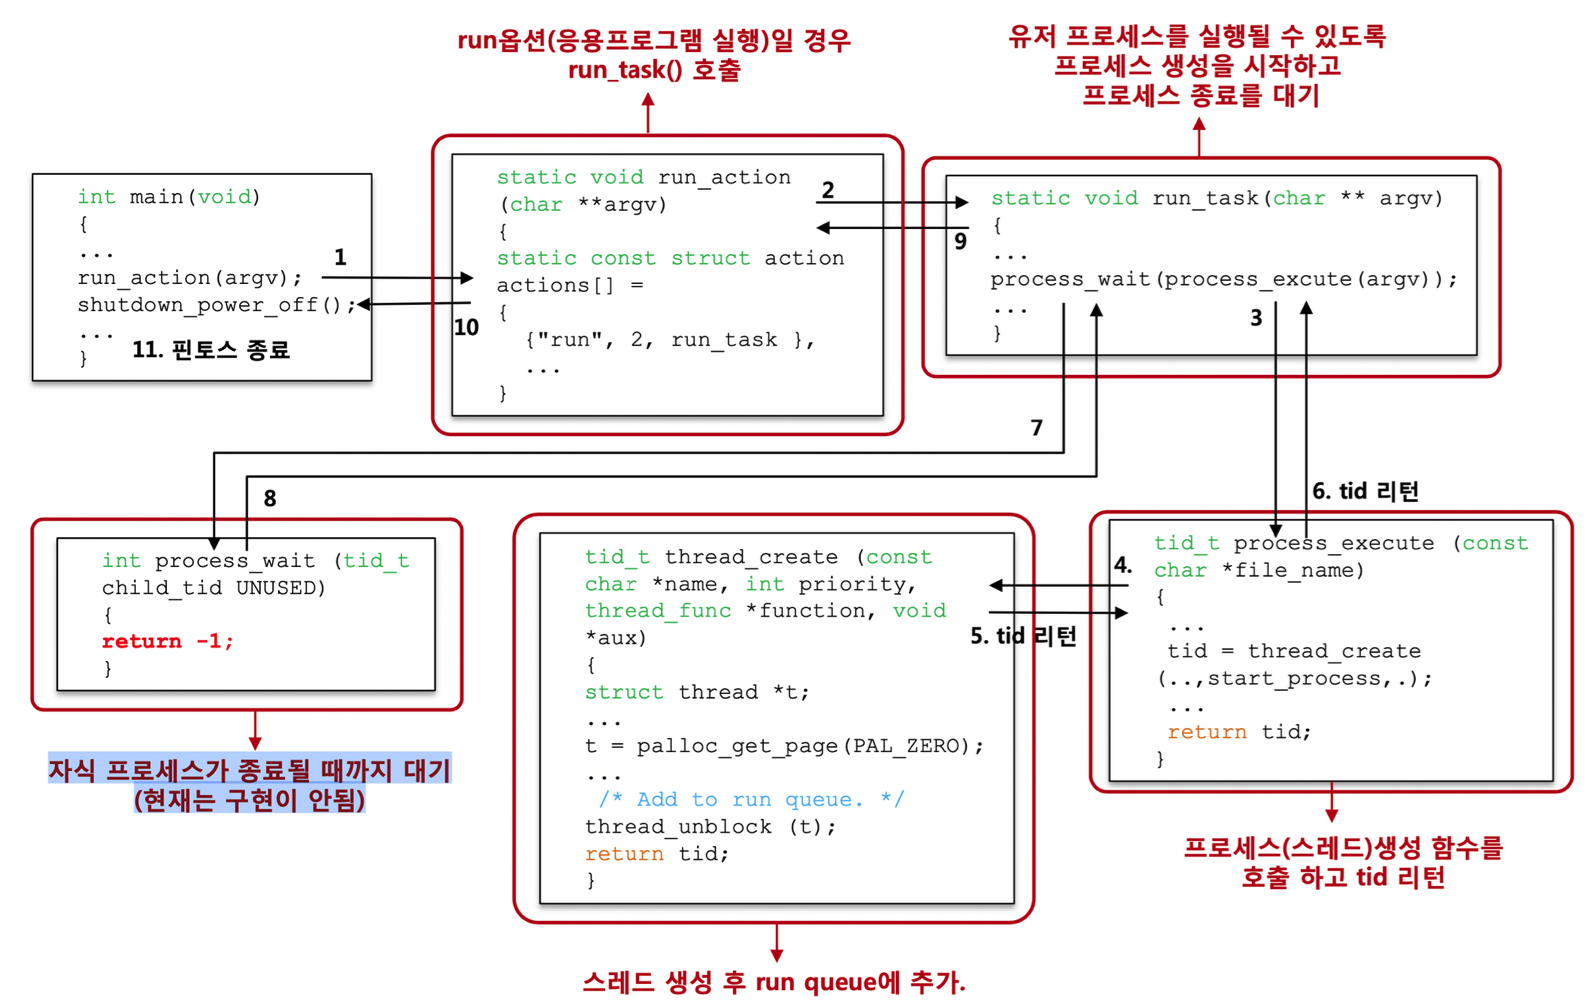 run옵션(응용프로그램 실행)일 경우
run_task() 호출
유저 프로세스를 실행될 수 있도록
프로세스 생성을 시작하고
프로세스 종료를 대기
int main(void)
{
...
run_action(argv);
shutdown_power_off();
...
}
11. 핀토스 종료
1
10
static void run_action
(char **argv)
{
static const struct action
actions[] =
{
{"run", 2, run_task },
...
}
2
9
static void run_task(char ** argv)
{
...
process_wait(process_excute(argv));
...
}
3
7
8
6. tid 리턴
int process_wait (tid_t
child_tid UNUSED)
{
return -1;
}
자식 프로세스가 종료될 때까지 대기
(현재는 구현이 안됨)
tid_t thread_create (const
char *name, int priority,
thread_func *function, void
*aux)
{
struct thread *t;
...
t = palloc_get_page(PAL_ZERO);
...
/* Add to run queue. */
thread_unblock (t);
return tid;
}
스레드 생성 후 run queue에 추가.
4.
5. tid 리턴
tid_t process_execute (const
char *file_name)
{
...
tid = thread_create
(..,start_process,.);
...
return tid;
}
프로세스(스레드)생성 함수를
호출 하고 tid 리턴